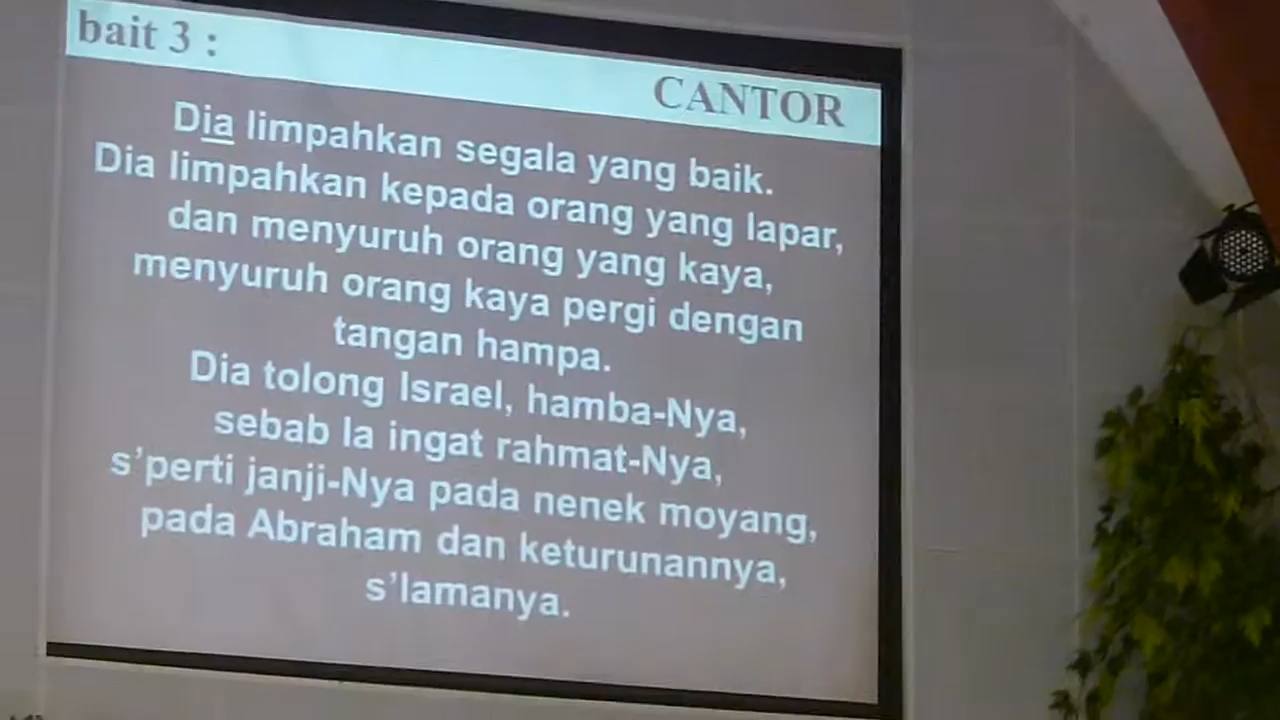 bait 3 :
CANTOR
Dia limpahkan segala yang baik.
Dia limpahkan kepada orang yang lapar,
dan menyuruh orang yang kaya,
menyuruh orang kaya pergi dengan
tangan hampa.
Dia tolong Israel, hamba-Nya,
sebab Ia ingat rahmat-Nya,
s’perti janji-Nya pada nenek moyang,
pada Abraham dan keturunannya,
s’lamanya.